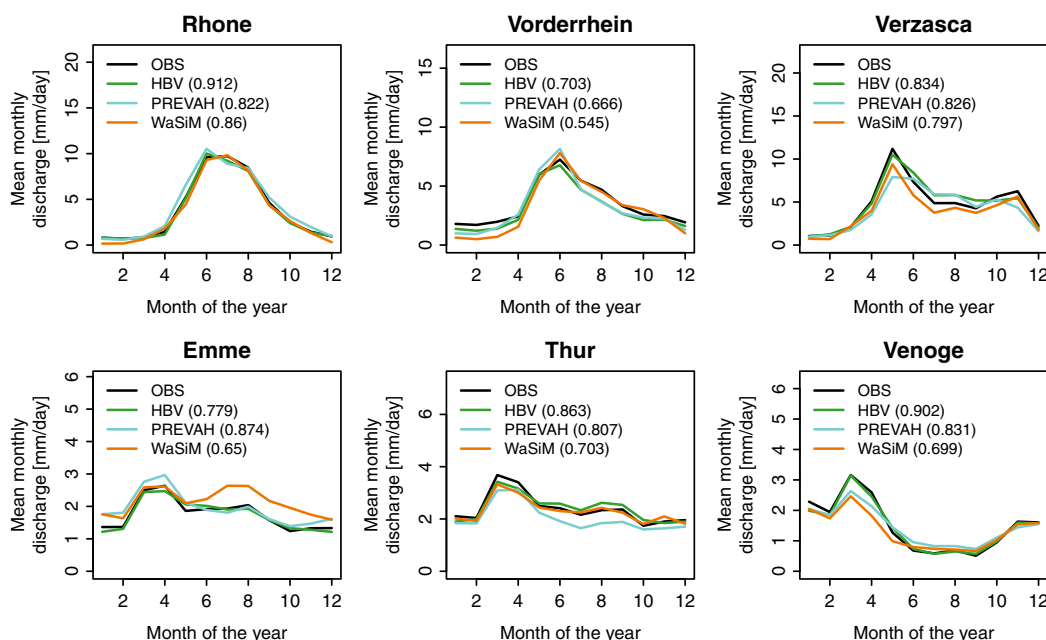 Rhone
Mean monthly
discharge [mm/day]
20
15
10
5
0
OBS
HBV (0.912)
PREVAH (0.822)
WaSiM (0.86)
2 4 6 8 10 12
Month of the year
Vorderrhein
Mean monthly
discharge [mm/day]
15
10
5
0
OBS
HBV (0.703)
PREVAH (0.666)
WaSiM (0.545)
2 4 6 8 10 12
Month of the year
Verzasca
Mean monthly
discharge [mm/day]
20
15
10
5
0
OBS
HBV (0.834)
PREVAH (0.826)
WaSiM (0.797)
2 4 6 8 10 12
Month of the year
Emme
Mean monthly
discharge [mm/day]
6
5
4
3
2
1
0
OBS
HBV (0.779)
PREVAH (0.874)
WaSiM (0.65)
2 4 6 8 10 12
Month of the year
Thur
Mean monthly
discharge [mm/day]
6
4
2
0
OBS
HBV (0.863)
PREVAH (0.807)
WaSiM (0.703)
2 4 6 8 10 12
Month of the year
Venoge
Mean monthly
discharge [mm/day]
6
5
4
3
2
1
0
OBS
HBV (0.902)
PREVAH (0.831)
WaSiM (0.699)
2 4 6 8 10 12
Month of the year